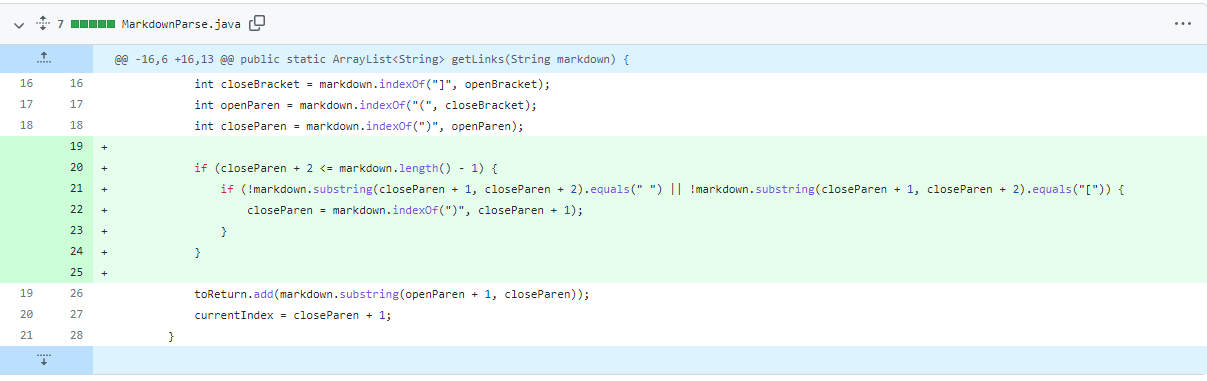 7 MarkdownParse.java
@@ -16,6 +16,13 @@ public static ArrayList<String> getLinks(String markdown) {
16 16 int closeBracket = markdown.indexOf("]", openBracket);
17 17 int openParen = markdown.indexOf("(", closeBracket);
18 18 int closeParen = markdown.indexOf(")", openParen);
19 +
20 + if (closeParen + 2 <= markdown.length() - 1) {
21 + if (!markdown.substring(closeParen + 1, closeParen + 2).equals(" ") || !markdown.substring(closeParen + 1, closeParen + 2).equals("[")) {
22 + closeParen = markdown.indexOf(")", closeParen + 1);
23 + }
24 + }
25 +
19 26 toReturn.add(markdown.substring(openParen + 1, closeParen));
20 27 currentIndex = closeParen + 1;
21 28 }